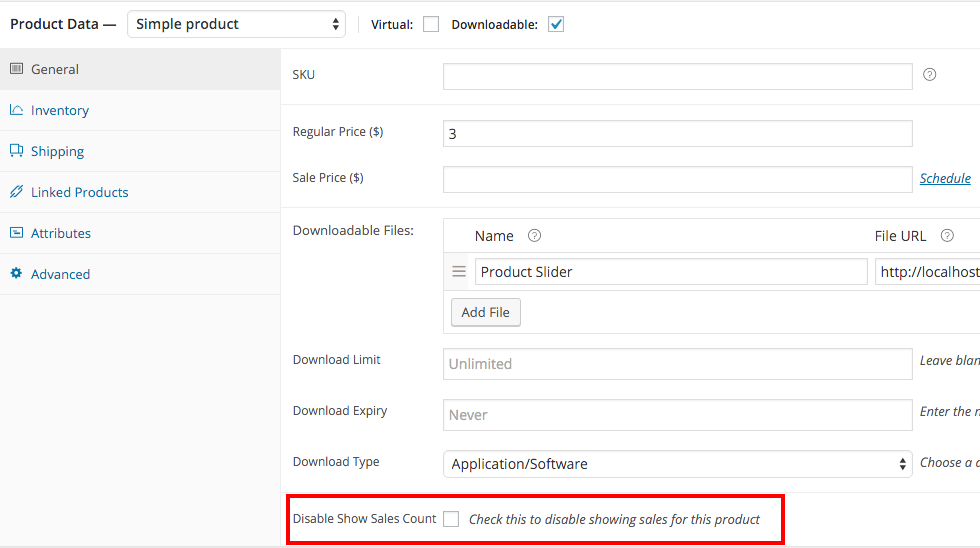 Product Data — Simple product Virtual: Downloadable:
General
Inventory
Shipping
Linked Products
Attributes
Advanced
SKU
Regular Price ($) 3
Sale Price ($) Schedule
Downloadable Files:
Name File URL
Product Slider http://localhost
Add File
Download Limit Unlimited Leave blan
Download Expiry Never Enter the n
Download Type Application/Software Choose a d
Disable Show Sales Count Check this to disable showing sales for this product